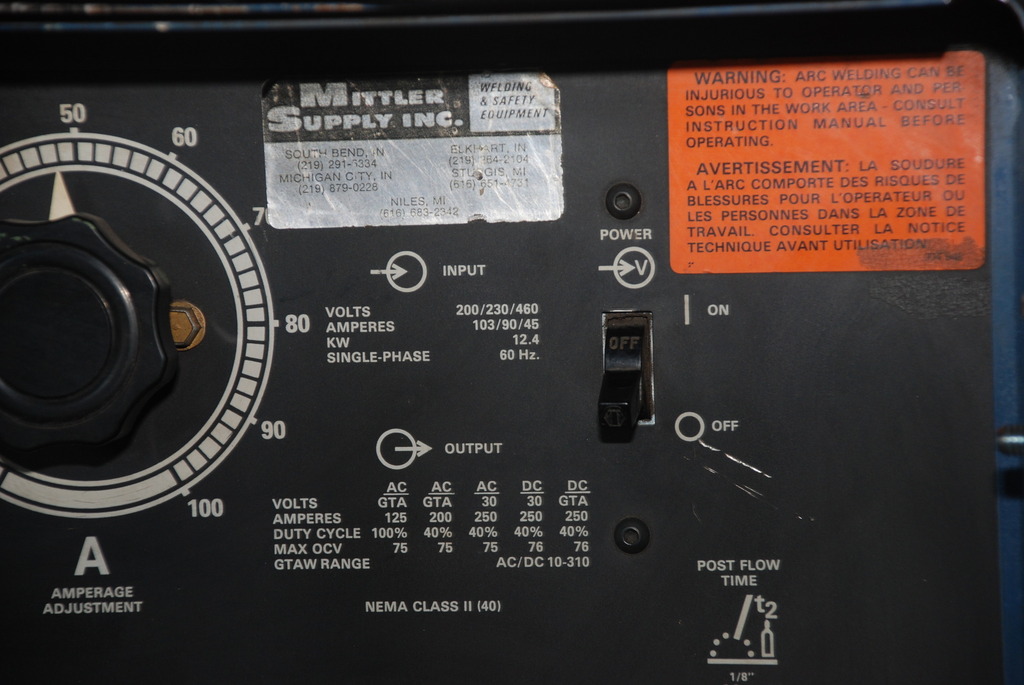 50
60
7
80
90
100
A
AMPERAGE
ADJUSTMENT
MITTLER
SUPPLY INC.
WELDING
& SAFETY
EQUIPMENT
SOUTH BEND, IN
(219) 291-5334
MICHIGAN CITY, IN
(219) 879-0228
ELKHART, IN
(219) 264-2104
STURGIS, MI
(616) 651-
NILES, MI
(616) 683-2342
INPUT
VOLTS 200/230/460
AMPERES 103/90/45
KW 12.4
SINGLE-PHASE 60 Hz.
OUTPUT
AC AC AC DC DC
VOLTS GTA GTA 30 30 GTA
AMPERES 125 200 250 250 250
DUTY CYCLE 100% 40% 40% 40% 40%
MAX OCV 75 75 75 76 76
GTAW RANGE AC/DC 10-310
NEMA CLASS II (40)
POWER
V
ON
OFF
OFF
WARNING: ARC WELDING CAN BE
INJURIOUS TO OPERATOR AND PER-
SONS IN THE WORK AREA - CONSULT
INSTRUCTION MANUAL BEFORE
OPERATING.
AVERTISSEMENT: LA SOUDURE
A L'ARC COMPORTE DES RISQUES DE
BLESSURES POUR L'OPERATEUR OU
LES PERSONNES DANS LA ZONE DE
TRAVAIL. CONSULTER LA NOTICE
TECHNIQUE AVANT UTILISATION.
POST FLOW
TIME
t2
1/8"